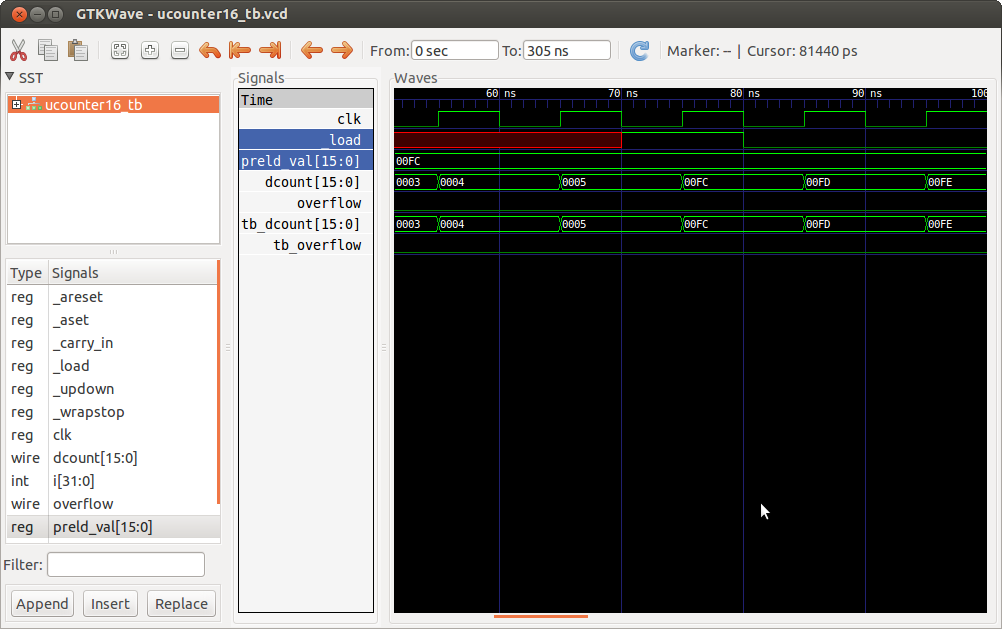 GTKWave - ucounter16_tb.vcd
From: 0 sec To: 305 ns | Marker: -- | Cursor: 81440 ps
SST
ucounter16_tb
Type Signals
reg _areset
reg _aset
reg _carry_in
reg _load
reg _updown
reg _wrapstop
reg clk
wire dcount[15:0]
int i[31:0]
wire overflow
reg preld_val[15:0]
Filter:
Append Insert Replace
Signals
Time
clk
_load
preld_val[15:0]
dcount[15:0]
overflow
tb_dcount[15:0]
tb_overflow
Waves
60 ns 70 ns 80 ns 90 ns 100
00FC
0003 0004 0005 00FC 00FD 00FE
0003 0004 0005 00FC 00FD 00FE